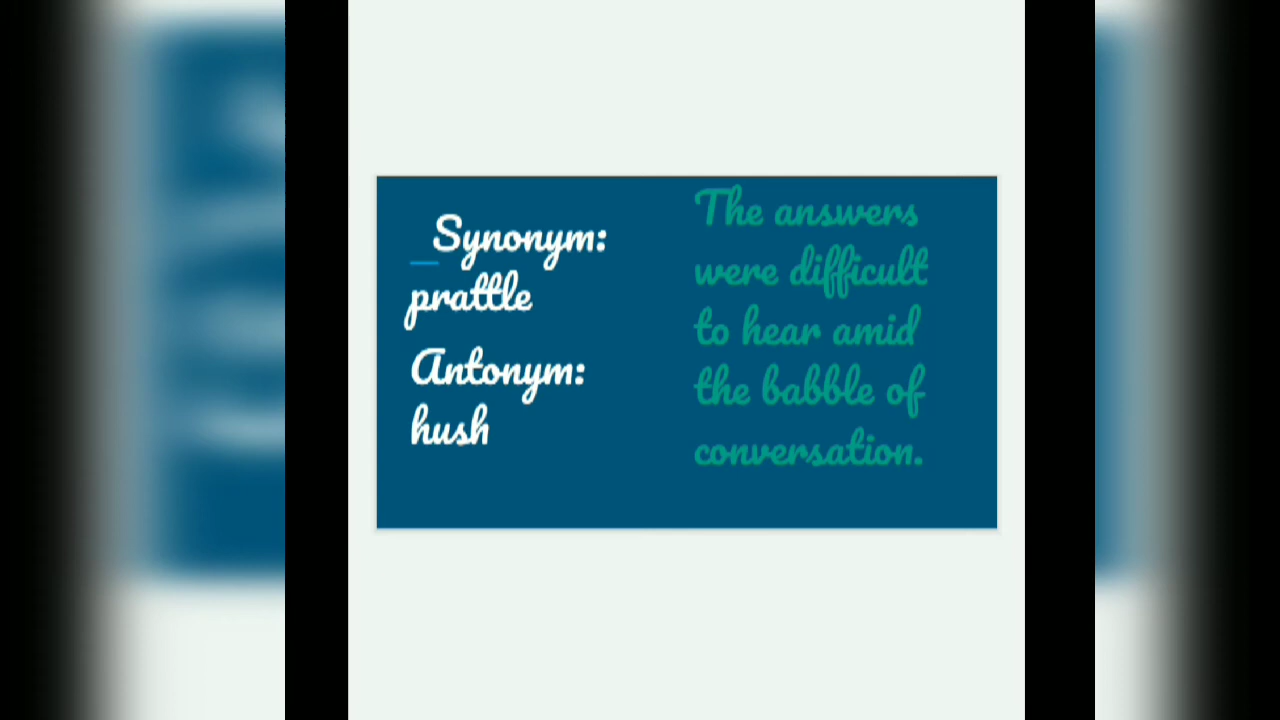 Synonym:
prattle
Antonym:
hush
The answers
were difficult
to hear amid
the babble of
conversation.